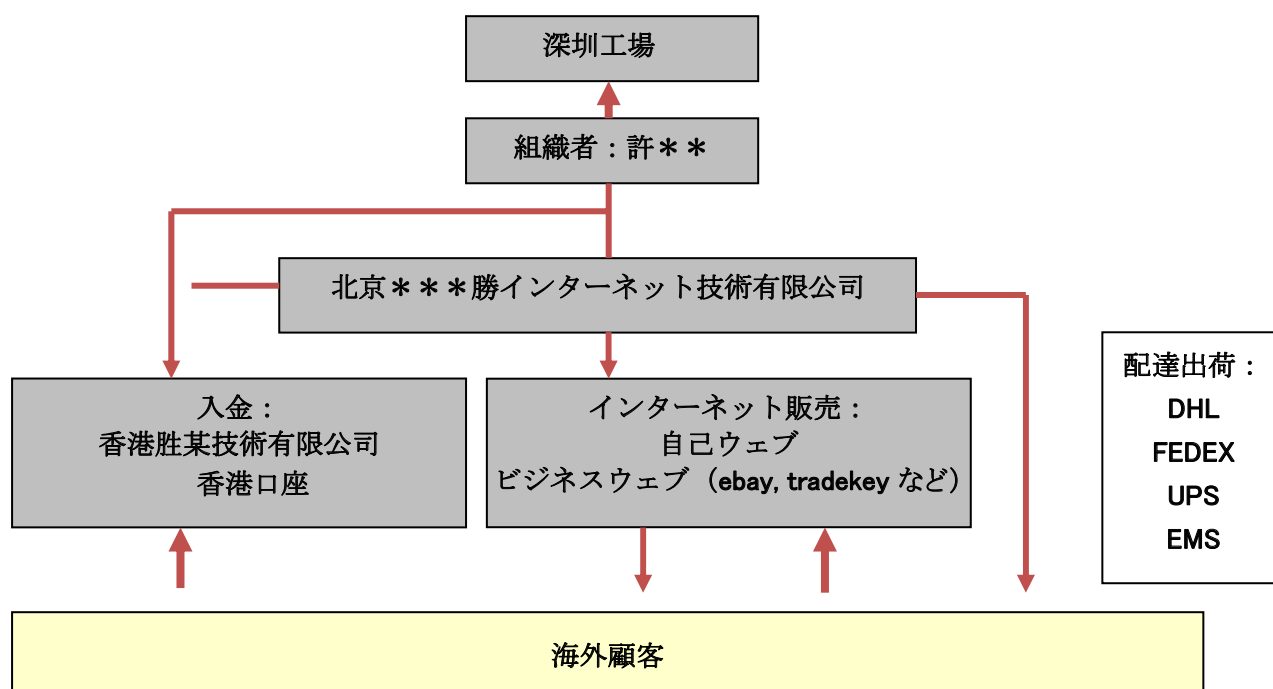 深圳工場
組織者：許＊＊
北京＊＊＊勝インターネット技術有限公司
入金：
香港胜某技術有限公司
香港口座
インターネット販売：
自己ウェブ
ビジネスウェブ（ebay, tradekey など）
配達出荷：
DHL
FEDEX
UPS
EMS
海外顧客